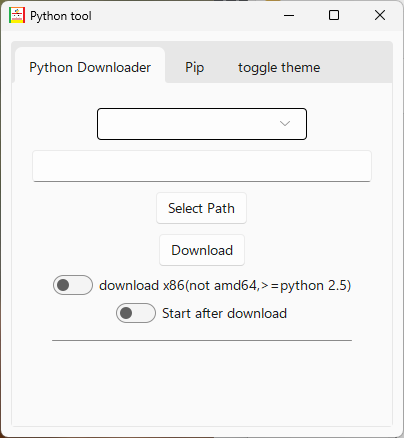 Python tool
Python Downloader Pip toggle theme
Select Path
Download
download x86(not amd64,>=python 2.5)
Start after download